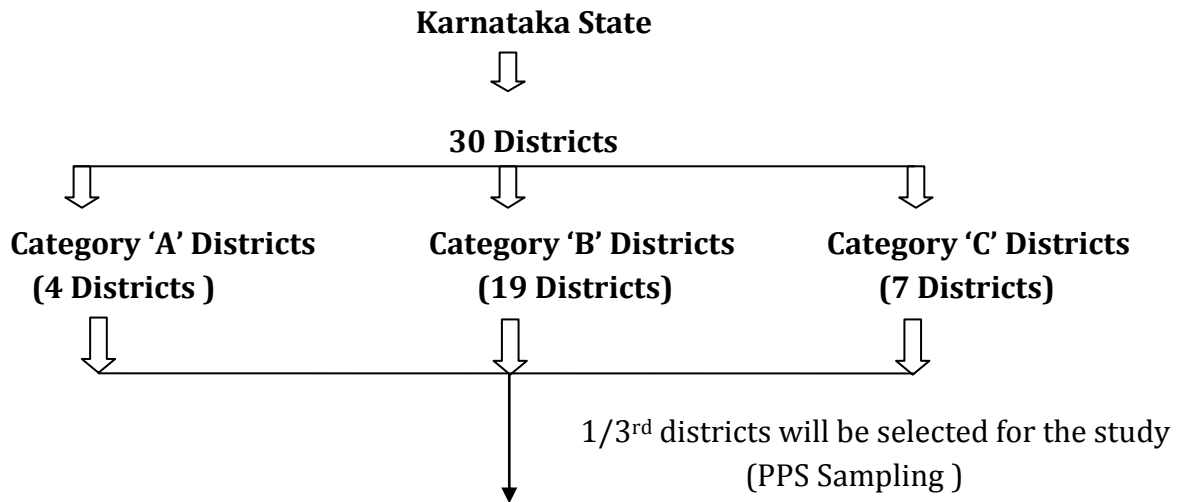 Karnataka State
30 Districts
Category ‘A’ Districts
(4 Districts )
Category ‘B’ Districts
(19 Districts)
Category ‘C’ Districts
(7 Districts)
1/3rd districts will be selected for the study
(PPS Sampling )